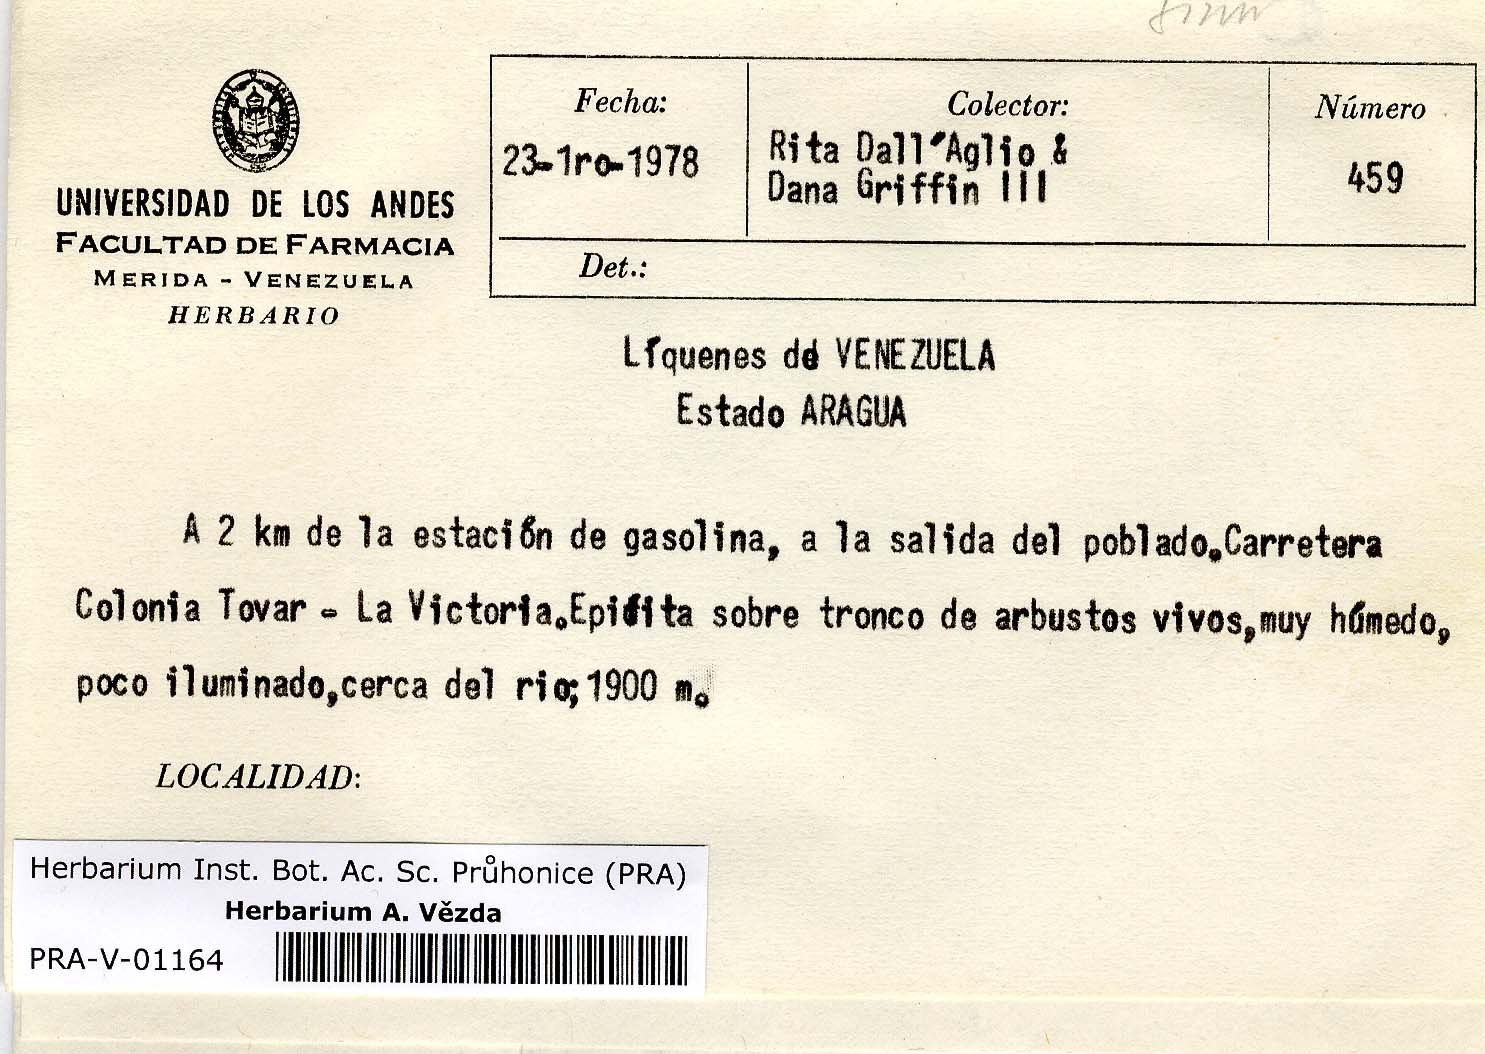 UNIVERSIDAD DE LOS ANDES
FACULTAD DE FARMACIA
MERIDA - VENEZUELA
HERBARIO
Fecha:
23-1ro-1978
Colector:
Rita Dall'Aglio &
Dana Griffin III
Número
459
Det.:
Líquenes de VENEZUELA
Estado ARAGUA
A 2 km de la estación de gasolina, a la salida del poblado.Carretera
Colonia Tovar - La Victoria.Epífita sobre tronco de arbustos vivos,muy húmedo,
poco iluminado,cerca del rio;1900 m.
LOCALIDAD:
Herbarium Inst. Bot. Ac. Sc. Průhonice (PRA)
Herbarium A. Vězda
PRA-V-01164